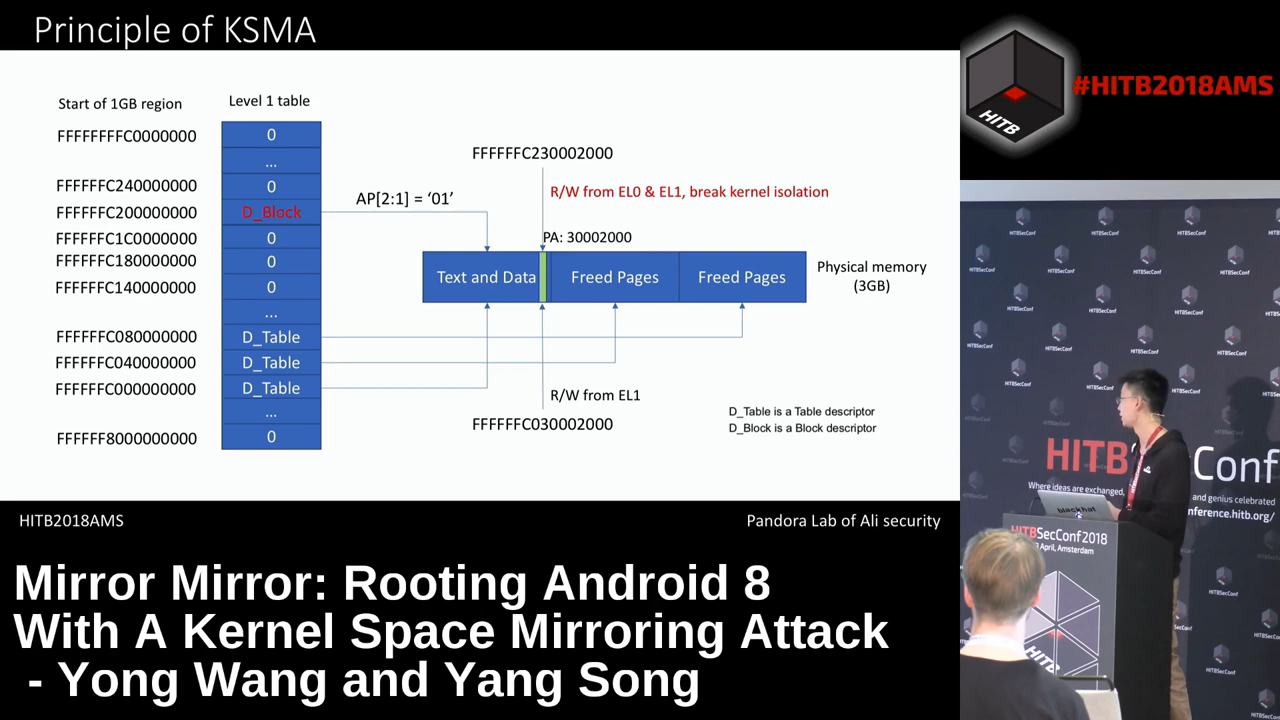 Principle of KSMA
Start of 1GB region
Level 1 table
FFFFFFFFC0000000
0
...
FFFFFFC240000000
0
FFFFFFC200000000
D_Block
FFFFFFC1C0000000
0
FFFFFFC180000000
0
FFFFFFC140000000
0
...
FFFFFFC080000000
D_Table
FFFFFFC040000000
D_Table
FFFFFFC000000000
D_Table
...
FFFFFF8000000000
0
AP[2:1] = ‘01’
FFFFFFC230002000
R/W from EL0 & EL1, break kernel isolation
PA: 30002000
Text and Data
Freed Pages
Freed Pages
Physical memory
(3GB)
R/W from EL1
FFFFFFC030002000
D_Table is a Table descriptor
D_Block is a Block descriptor
HITB2018AMS
Pandora Lab of Ali security
Mirror Mirror: Rooting Android 8
With A Kernel Space Mirroring Attack
- Yong Wang and Yang Song
HITB
#HITB2018AMS
HITB
Conf
Where ideas are exchanged,
and genius celebrated
nference.hitb.org/
blackhat
HITBSecConf2018
April, Amsterdam
HITB